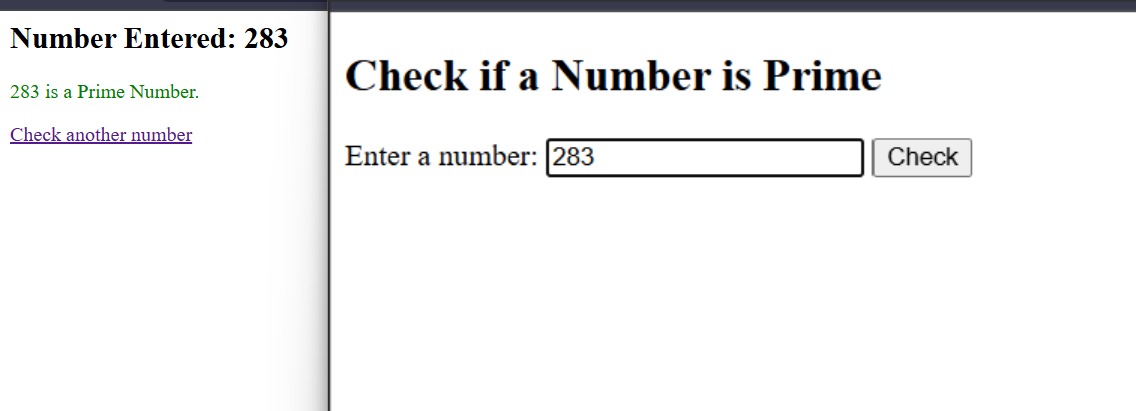 Number Entered: 283
283 is a Prime Number.
Check another number
Check if a Number is Prime
Enter a number: 283 Check